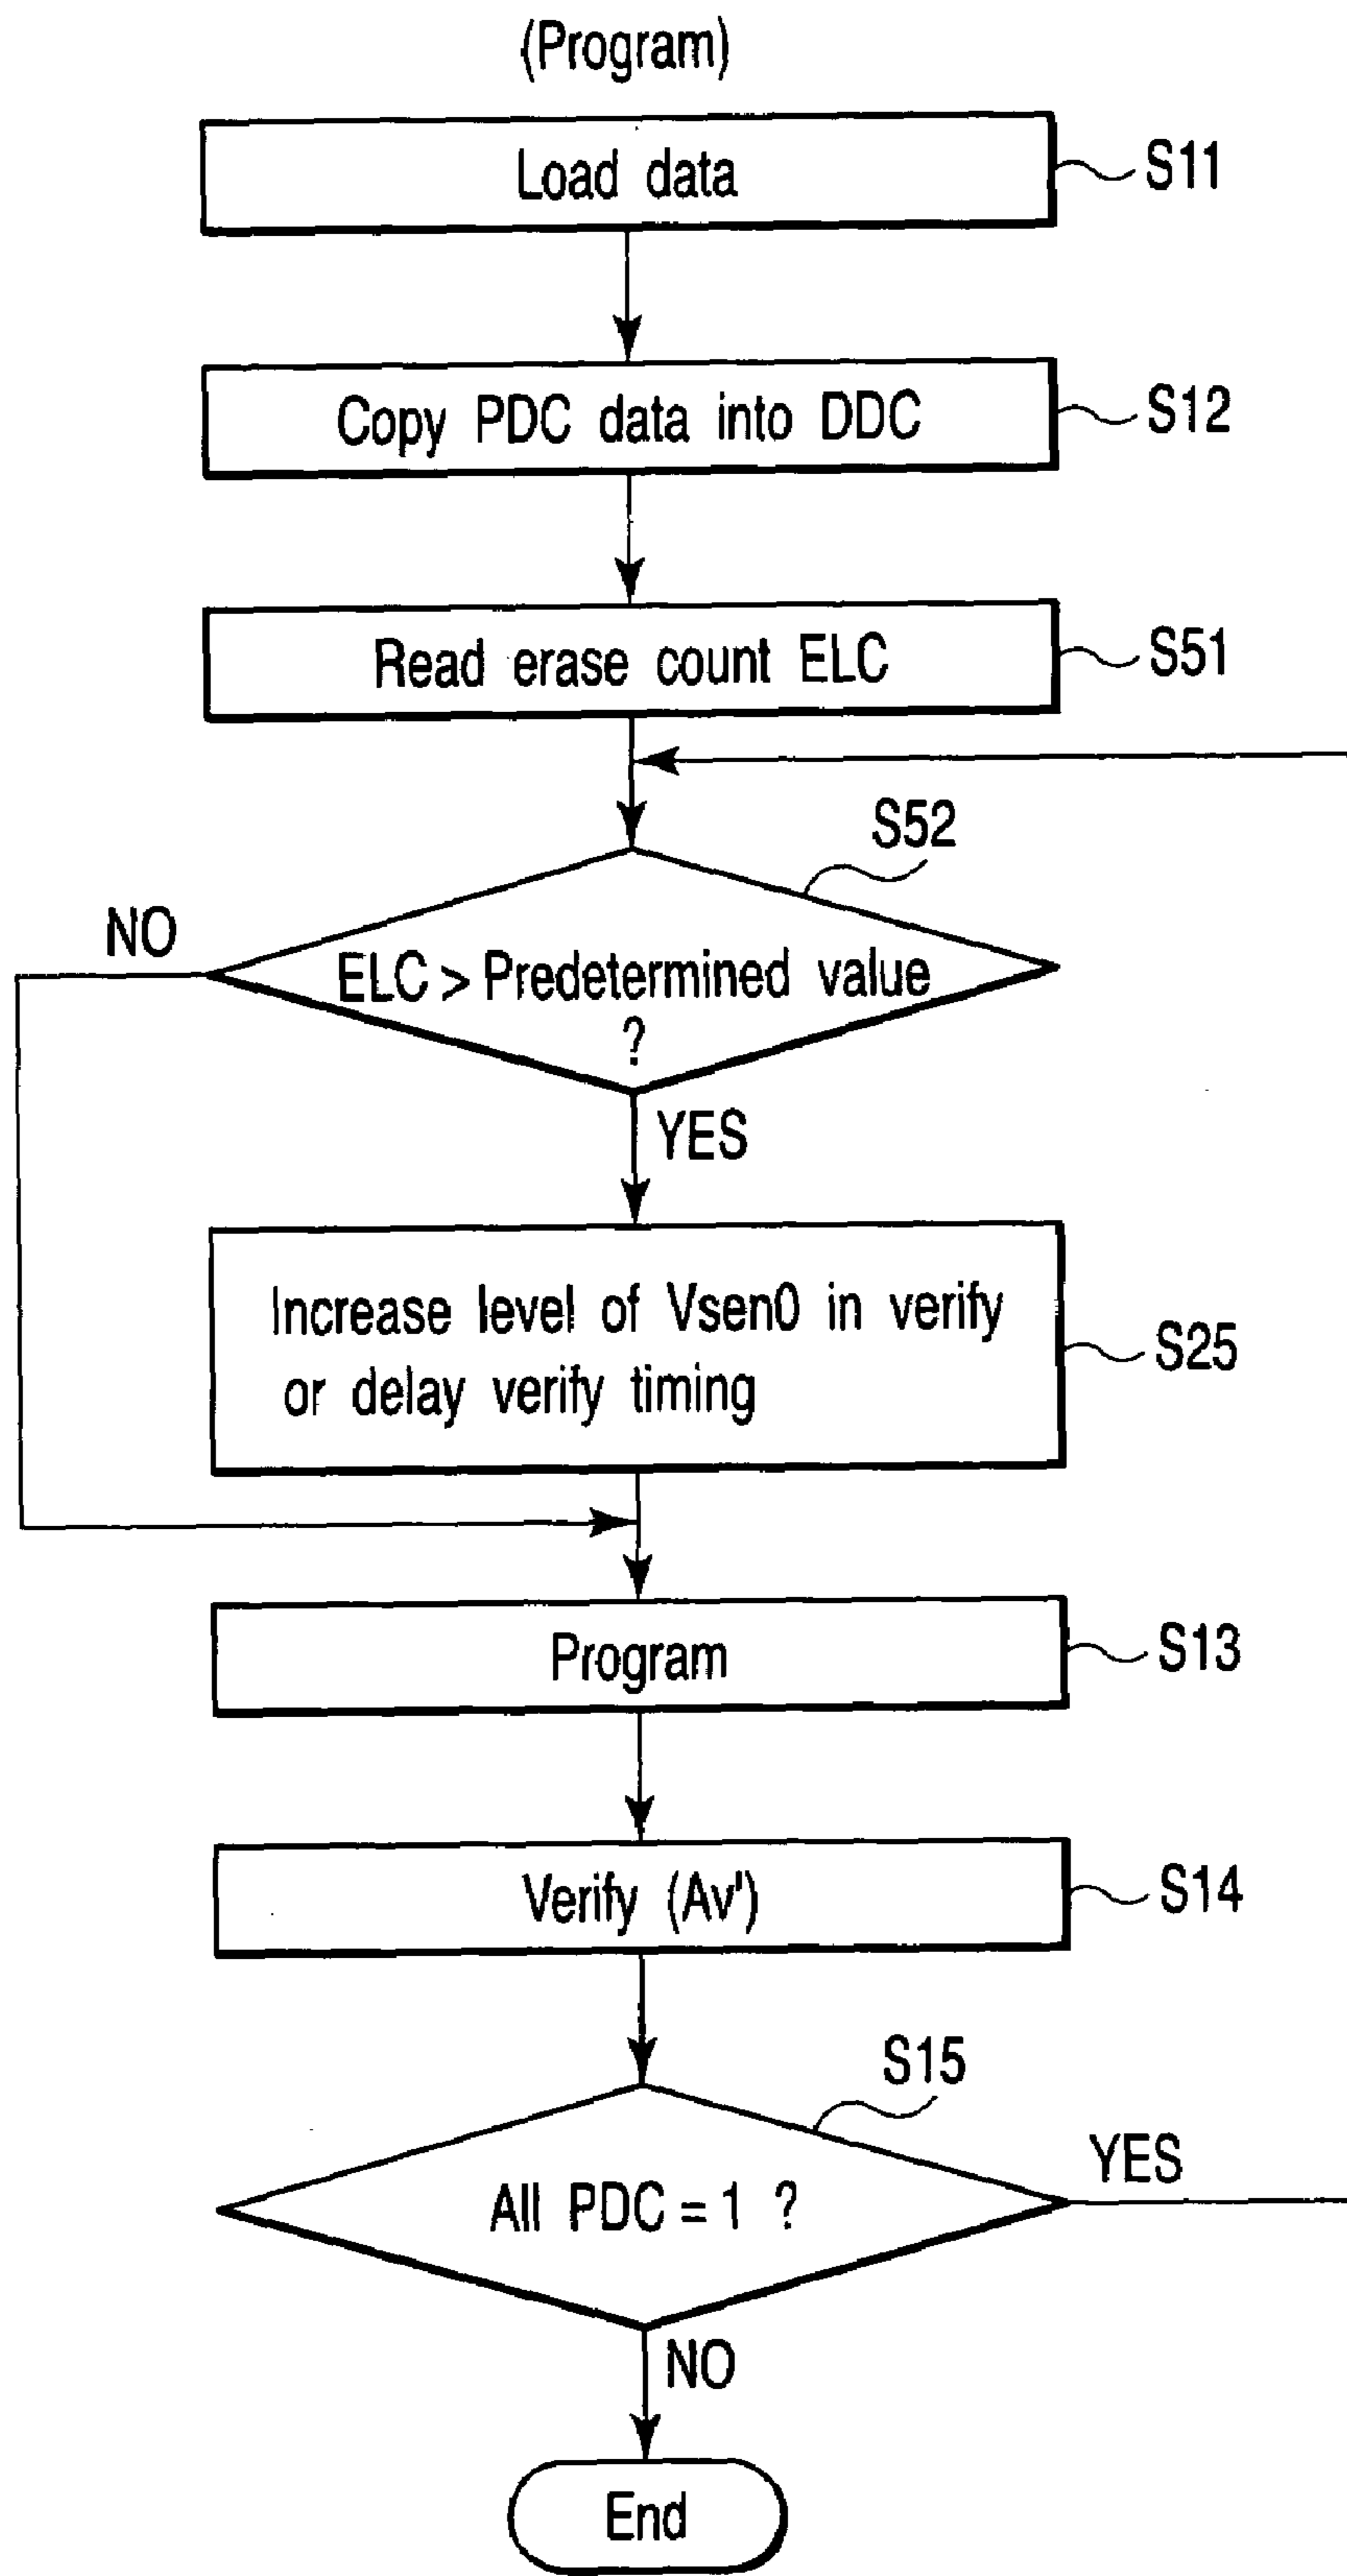 (Program)
Load data
S11
Copy PDC data into DDC
S12
Read erase count ELC
S51
S52
NO
ELC > Predetermined value
?
YES
Increase level of Vsen0 in verify
or delay verify timing
S25
Program
S13
Verify (Av')
S14
S15
All PDC = 1 ?
YES
NO
End